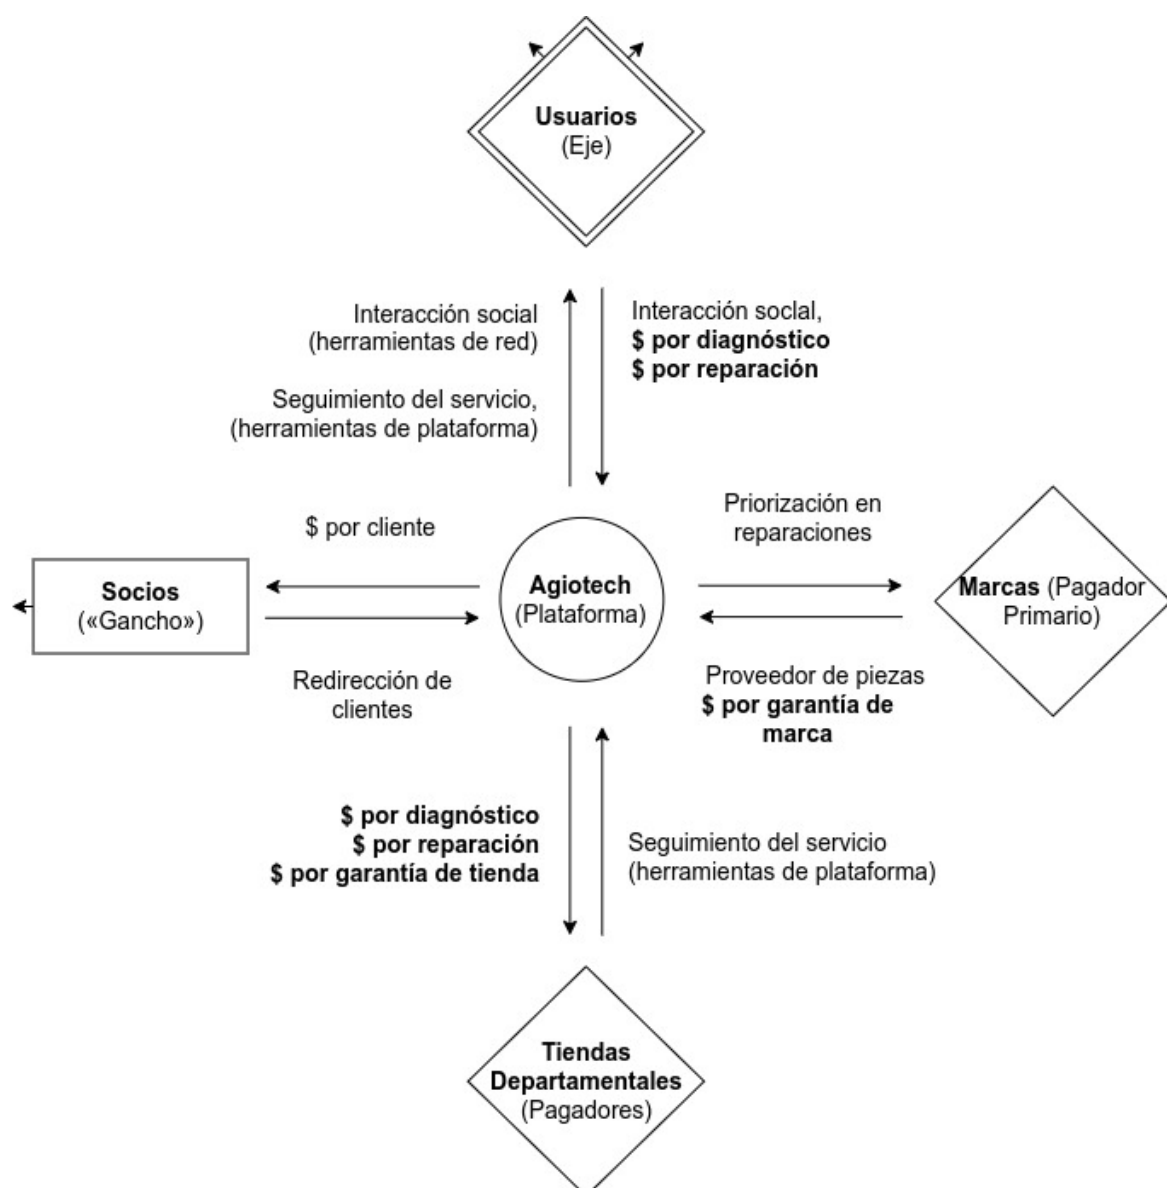 Usuarios
(Eje)
Interacción social
(herramientas de red)
Seguimiento del servicio,
(herramientas de plataforma)
Interacción soclal,
$ por diagnóstico
$ por reparación
$ por cliente
Priorización en
reparaciones
Socios
(«Gancho»)
Agiotech
(Plataforma)
Marcas (Pagador
Primario)
Redirección de
clientes
Proveedor de piezas
$ por garantía de
marca
$ por diagnóstico
$ por reparación
$ por garantía de tienda
Seguimiento del servicio
(herramientas de plataforma)
Tiendas
Departamentales
(Pagadores)